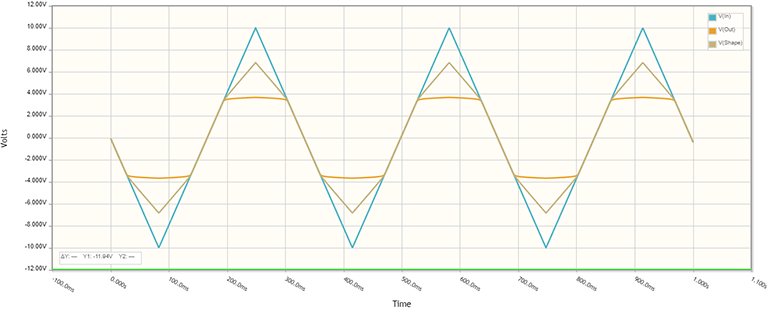 12.00V
10.00V
8.000V
6.000V
4.000V
2.000V
0.000V
-2.000V
-4.000V
-6.000V
-8.000V
-10.00V
-12.00V
Volts
V(In)
V(Out)
V(Shape)
ΔY: — Y1: -11.94V Y2: —
-100.0ms
0.000s
100.0ms
200.0ms
300.0ms
400.0ms
500.0ms
600.0ms
700.0ms
800.0ms
900.0ms
1.000s
1.100s
Time